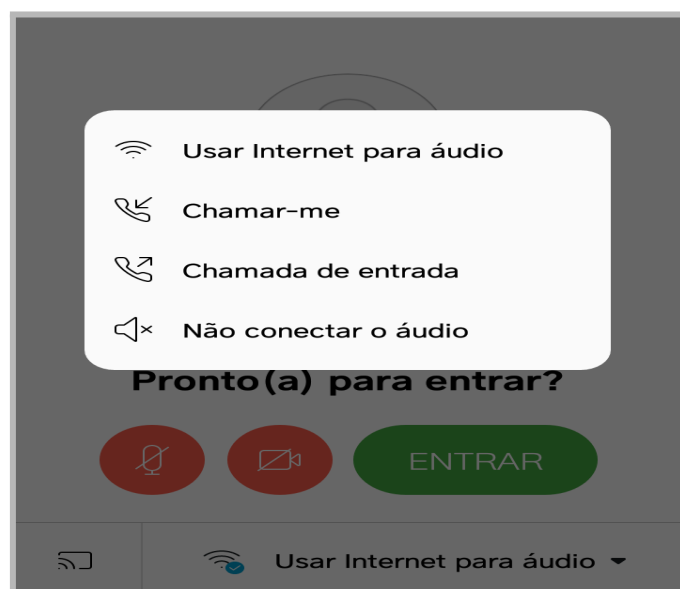 Usar Internet para áudio
Chamar-me
Chamada de entrada
Não conectar o áudio
Pronto(a) para entrar?
ENTRAR
Usar Internet para áudio